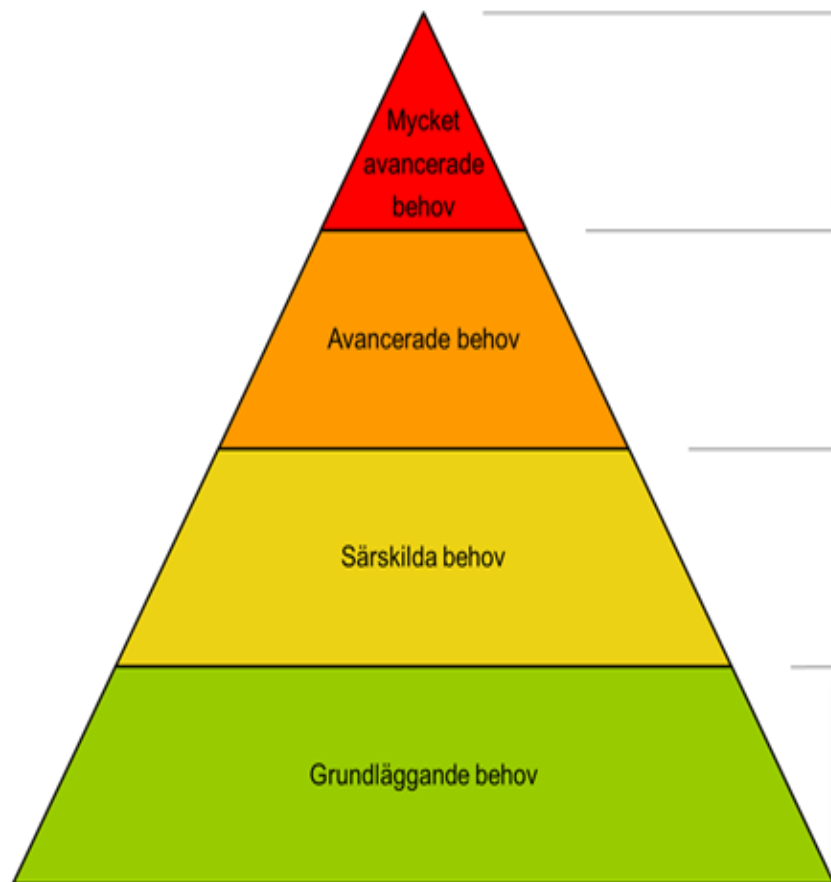 Mycket
avancerade
behov
Avancerade behov
Särskilda behov
Grundläggande behov